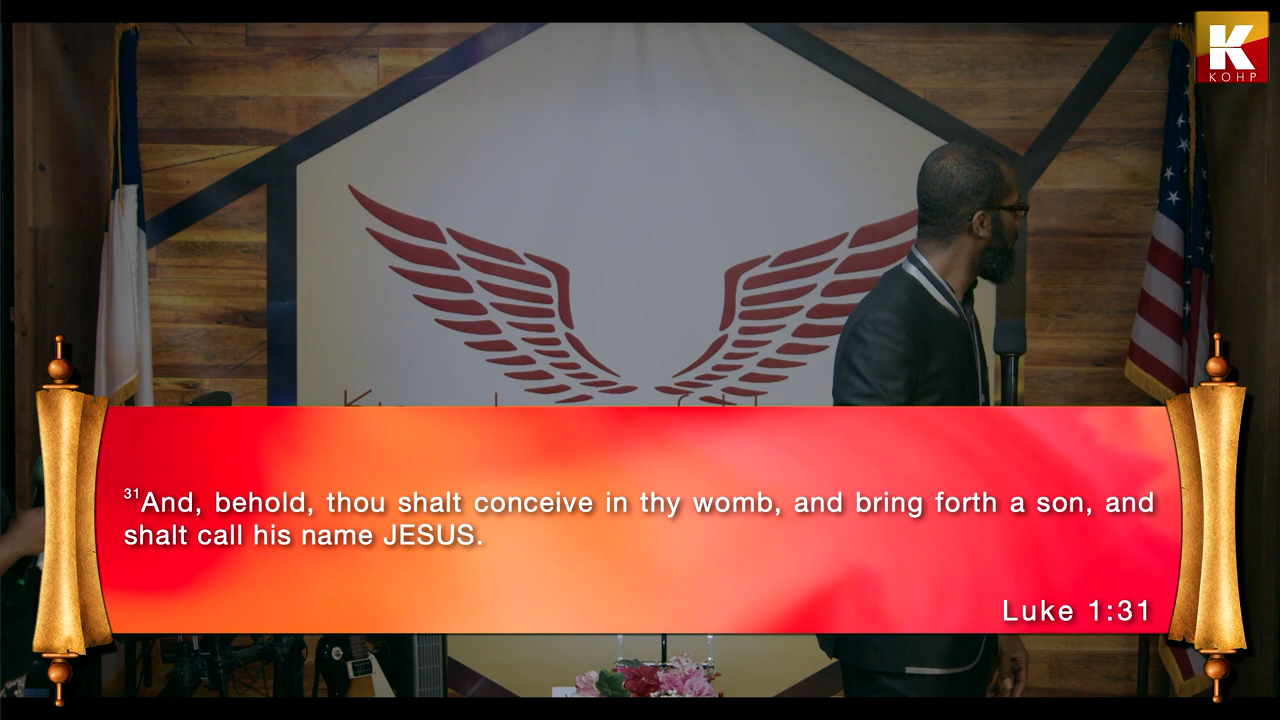 K
KOHP
31And, behold, thou shalt conceive in thy womb, and bring forth a son, and
shalt call his name JESUS.
Luke 1:31